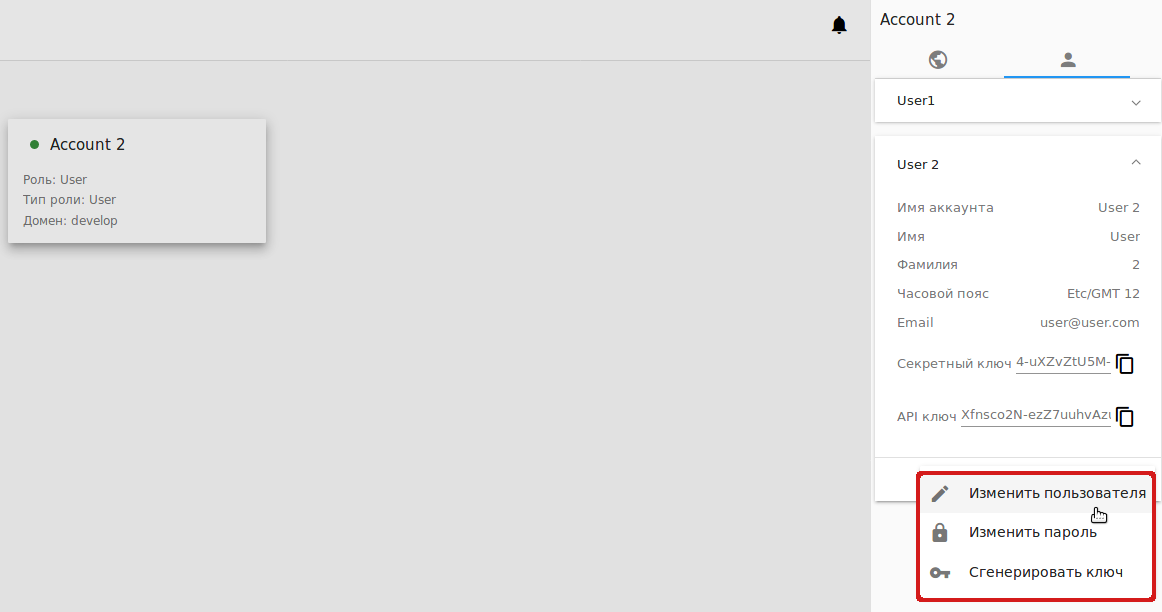 Account 2
Account 2
Роль: User
Тип роли: User
Домен: develop
User1
User 2
Имя аккаунта User 2
Имя User
Фамилия 2
Часовой пояс Etc/GMT 12
Email user@user.com
Секретный ключ 4-uXZvZtU5M-
API ключ Xfnsco2N-ezZ7uuhvAzu
Изменить пользователя
Изменить пароль
Сгенерировать ключ